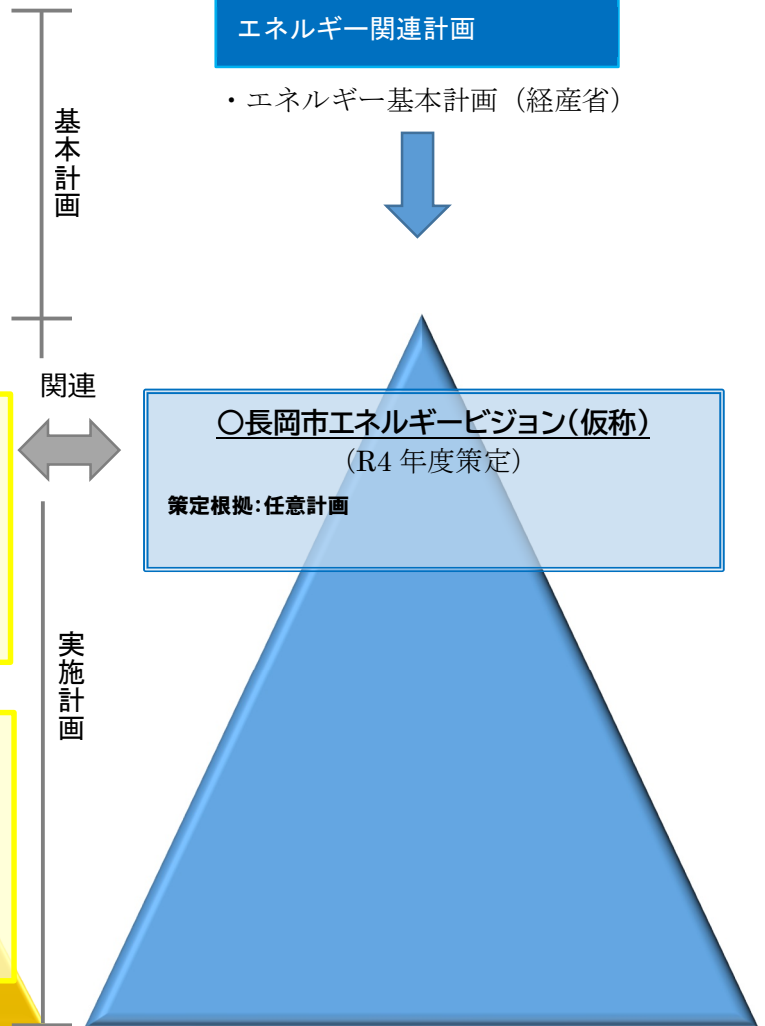 エネルギー関連計画
・エネルギー基本計画（経産省）
基本計画
関連
〇長岡市エネルギービジョン（仮称）
（R4 年度策定）
策定根拠：任意計画
実施計画